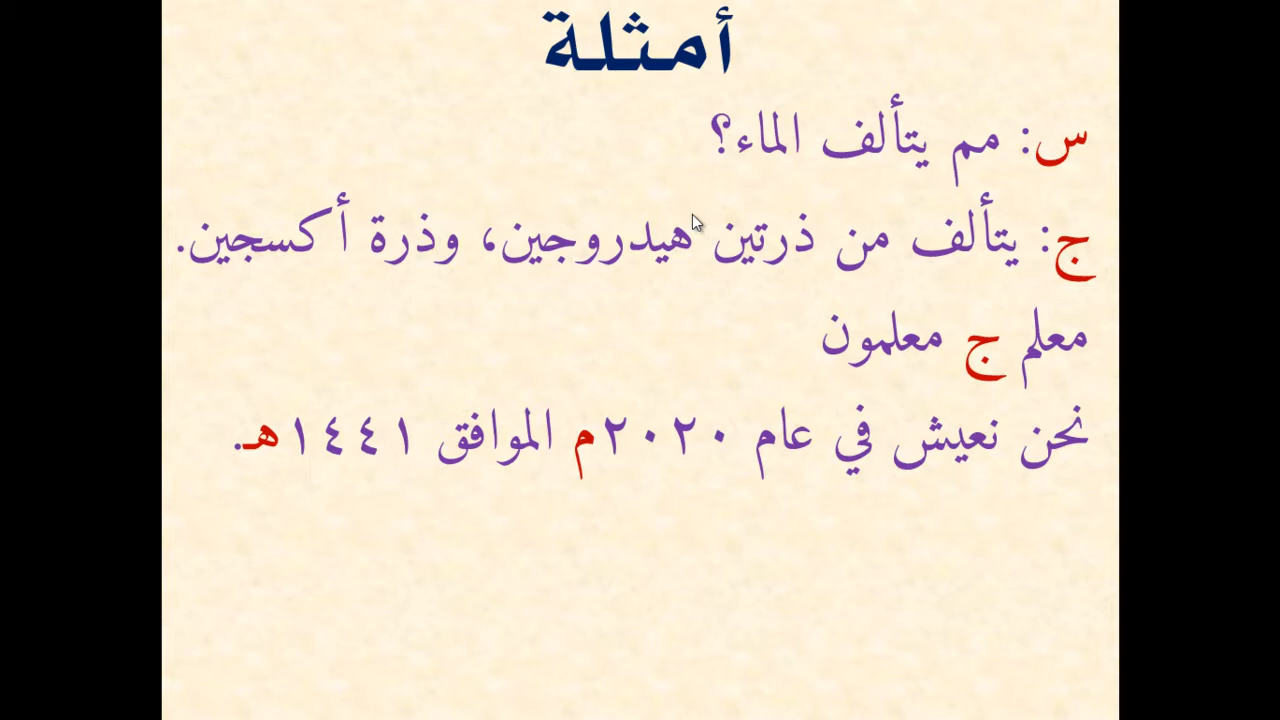 أمثلة
س: مم يتألف الماء؟
ج: يتألف من ذرتين هيدروجين، وذرة أكسجين.
معلم ج معلمون
نحن نعيش في عام ٢٠٢٠م الموافق ١٤٤١هـ.